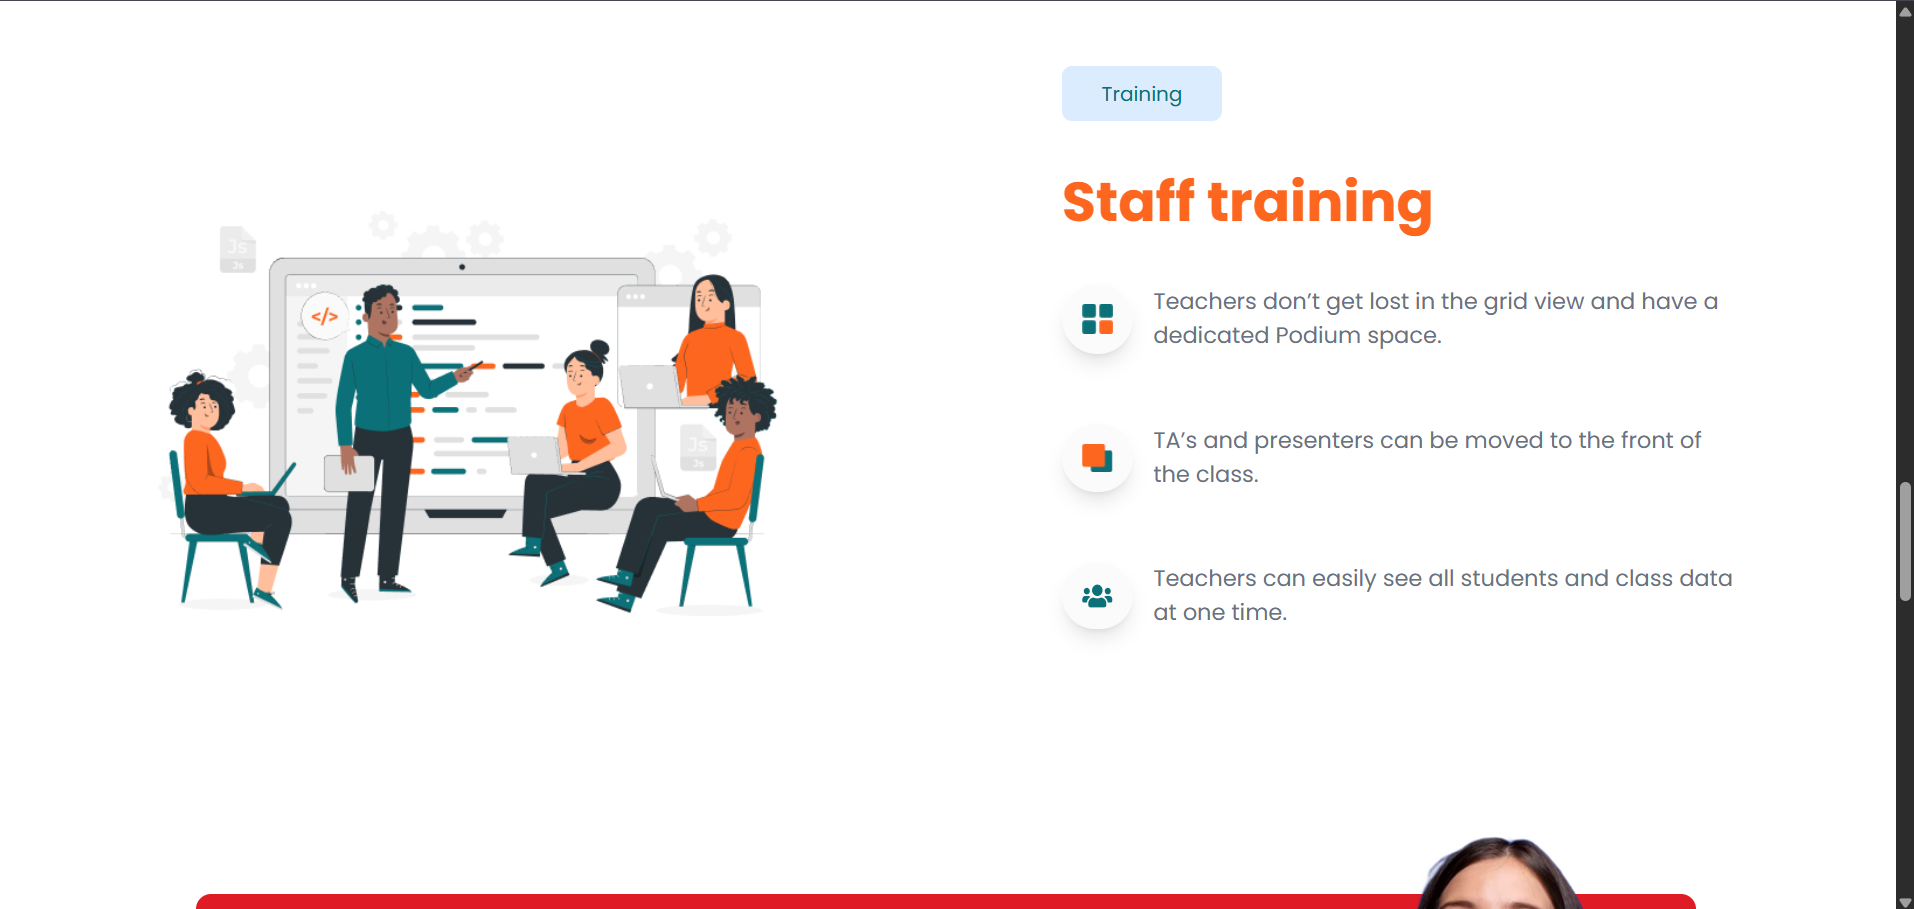 Training
Staff training
Teachers don’t get lost in the grid view and have a
dedicated Podium space.
TA’s and presenters can be moved to the front of
the class.
Teachers can easily see all students and class data
at one time.
Js
Js
</>
Js
Js